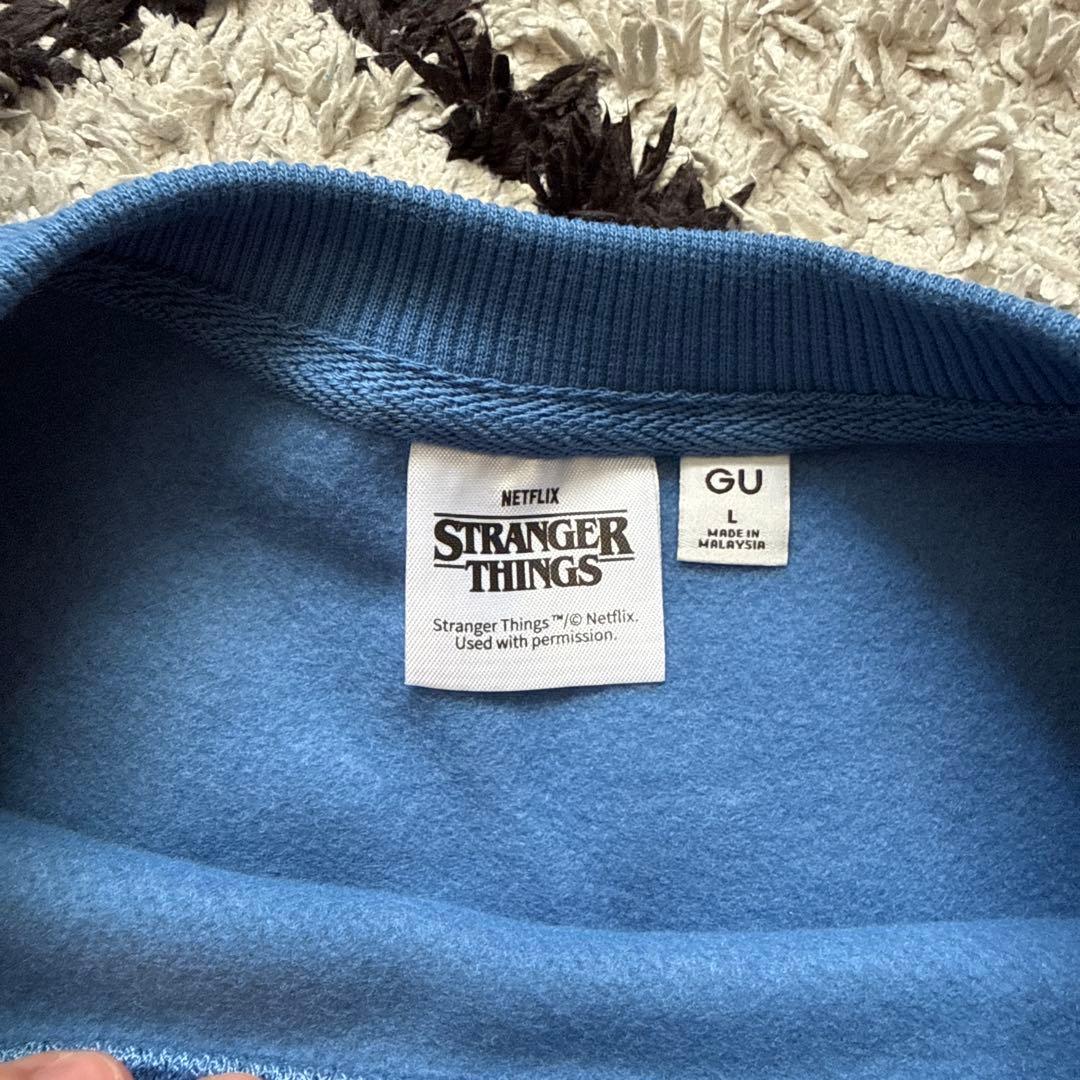 NETFLIX
STRANGER
THINGS
Stranger Things™/© Netflix.
Used with permission.
GU
L
MADE IN
MALAYSIA